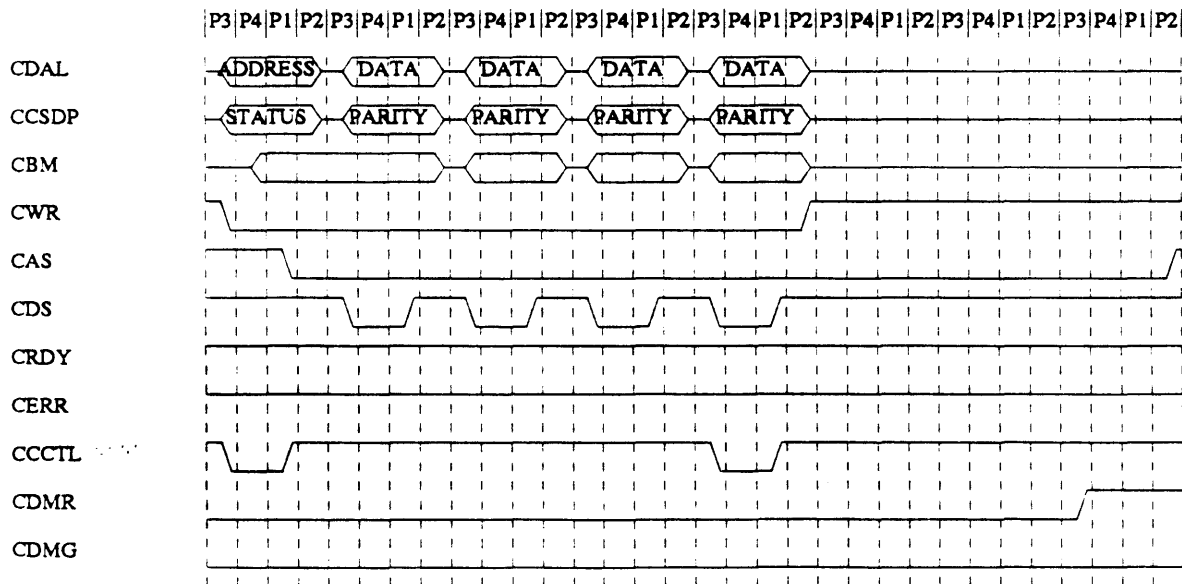 |P3|P4|P1|P2|P3|P4|P1|P2|P3|P4|P1|P2|P3|P4|P1|P2|P3|P4|P1|P2|P3|P4|P1|P2|P3|P4|P1|P2|P3|P4|P1|P2|
CDAL ADDRESS DATA DATA DATA DATA
CCSDP STATUS PARITY PARITY PARITY PARITY
CBM
CWR
CAS
CDS
CRDY
CERR
CCCTL
CDMR
CDMG